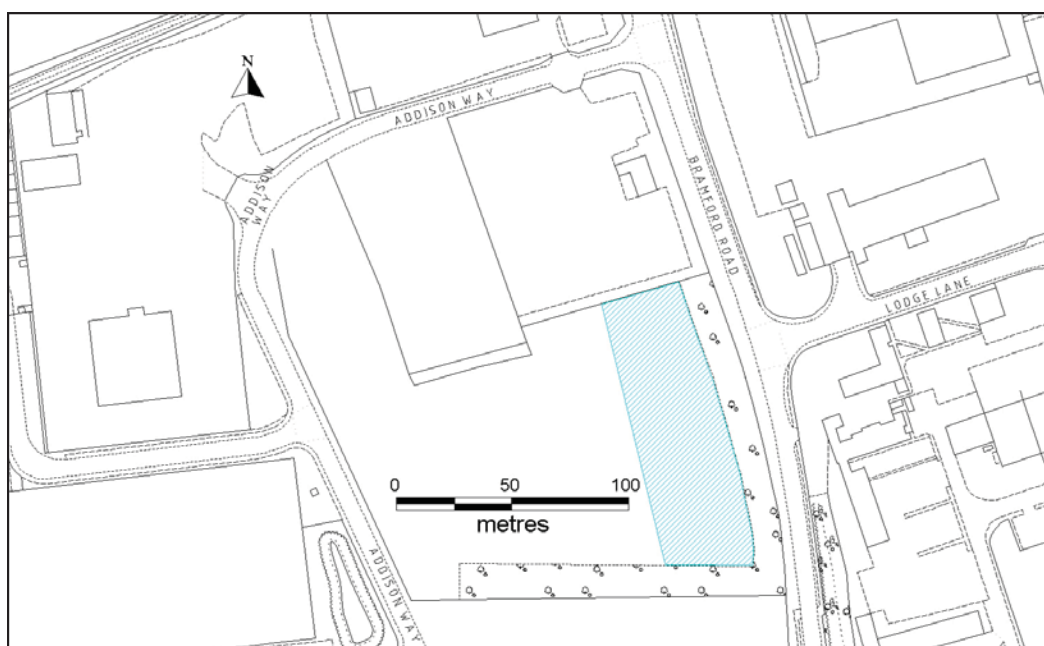 N
ADDISON WAY
ADDISON WAY
BRAMFORD ROAD
LODGE LANE
0 50 100
metres
ADDISON WAY